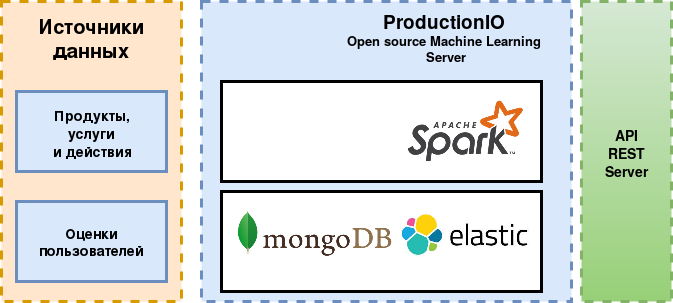 Источники
данных
Продукты,
услуги
и действия
Оценки
пользователей
ProductionIO
Open source Machine Learning
Server
APACHE
Spark
TM
mongoDB
elastic
API
REST
Server